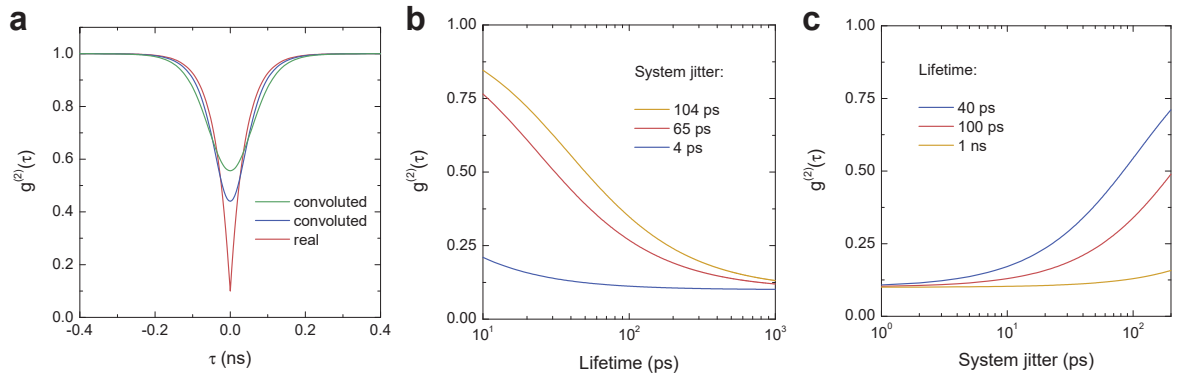 a
g(2)(τ)
1.0
0.8
0.6
0.4
0.2
0.0
-0.4
-0.2
0.0
0.2
0.4
τ (ns)
convoluted
convoluted
real
b
g(2)(τ)
1.00
0.75
0.50
0.25
0.00
10¹
10²
10³
Lifetime (ps)
System jitter:
104 ps
65 ps
4 ps
c
g(2)(τ)
1.00
0.75
0.50
0.25
0.00
10⁰
10¹
10²
System jitter (ps)
Lifetime:
40 ps
100 ps
1 ns